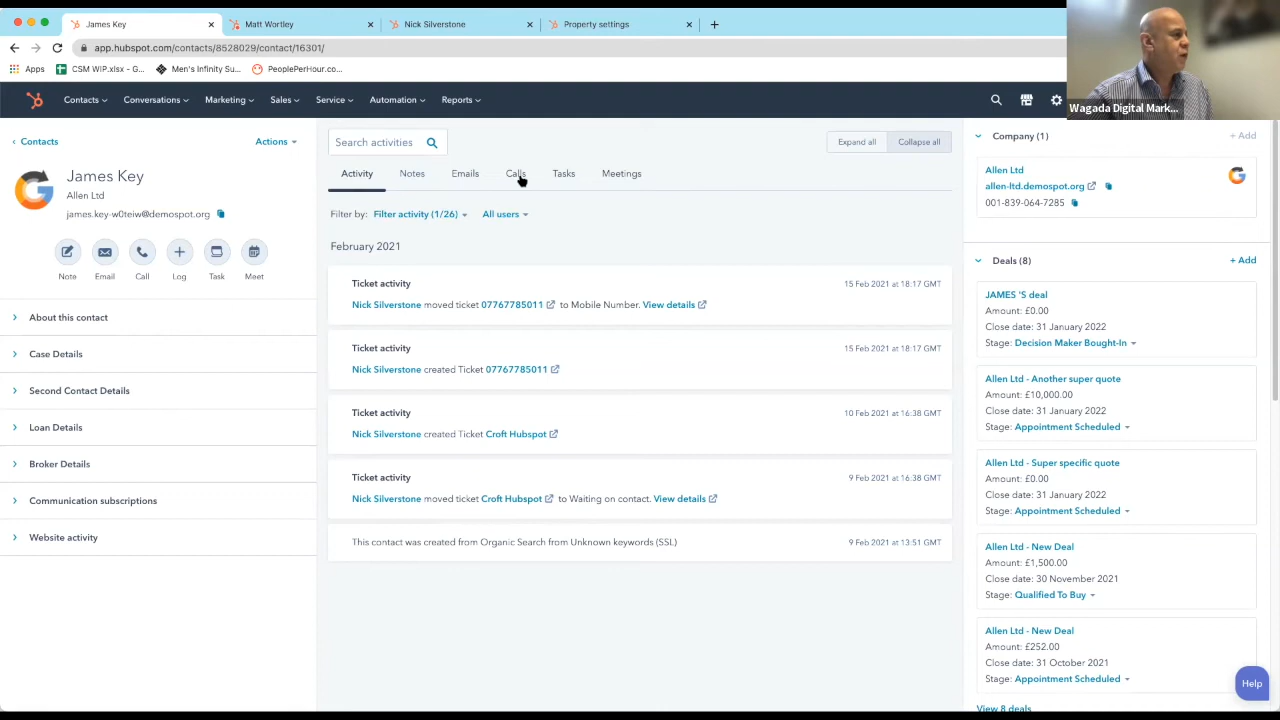 James Key
Matt Wortley
Nick Silverstone
Property settings
app.hubspot.com/contacts/8528029/contact/16301/
Apps
CSM WIP.xlsx - G...
Men's Infinity Su...
PeoplePerHour.co...
Wagada Digital Mark...
Contacts
Conversations
Marketing
Sales
Service
Automation
Reports
Contacts
Actions
James Key
Allen Ltd
james.key-w0teiw@demospot.org
Note
Email
Call
Log
Task
Meet
About this contact
Case Details
Second Contact Details
Loan Details
Broker Details
Communication subscriptions
Website activity
Search activities
Expand all
Collapse all
Activity
Notes
Emails
Calls
Tasks
Meetings
Filter by: Filter activity (1/26) All users
February 2021
Ticket activity 15 Feb 2021 at 18:17 GMT
Nick Silverstone moved ticket 07767785011 to Mobile Number. View details
Ticket activity 15 Feb 2021 at 18:17 GMT
Nick Silverstone created Ticket 07767785011
Ticket activity 10 Feb 2021 at 16:38 GMT
Nick Silverstone created Ticket Croft Hubspot
Ticket activity 9 Feb 2021 at 16:38 GMT
Nick Silverstone moved ticket Croft Hubspot to Waiting on contact. View details
This contact was created from Organic Search from Unknown keywords (SSL) 9 Feb 2021 at 13:51 GMT
Company (1) + Add
Allen Ltd
allen-ltd.demospot.org
001-839-064-7285
Deals (8) + Add
JAMES 'S deal
Amount: £0.00
Close date: 31 January 2022
Stage: Decision Maker Bought-In
Allen Ltd - Another super quote
Amount: £10,000.00
Close date: 31 January 2022
Stage: Appointment Scheduled
Allen Ltd - Super specific quote
Amount: £0.00
Close date: 31 January 2022
Stage: Appointment Scheduled
Allen Ltd - New Deal
Amount: £1,500.00
Close date: 30 November 2021
Stage: Qualified To Buy
Allen Ltd - New Deal
Amount: £252.00
Close date: 31 October 2021
Stage: Appointment Scheduled
View 8 deals
Help